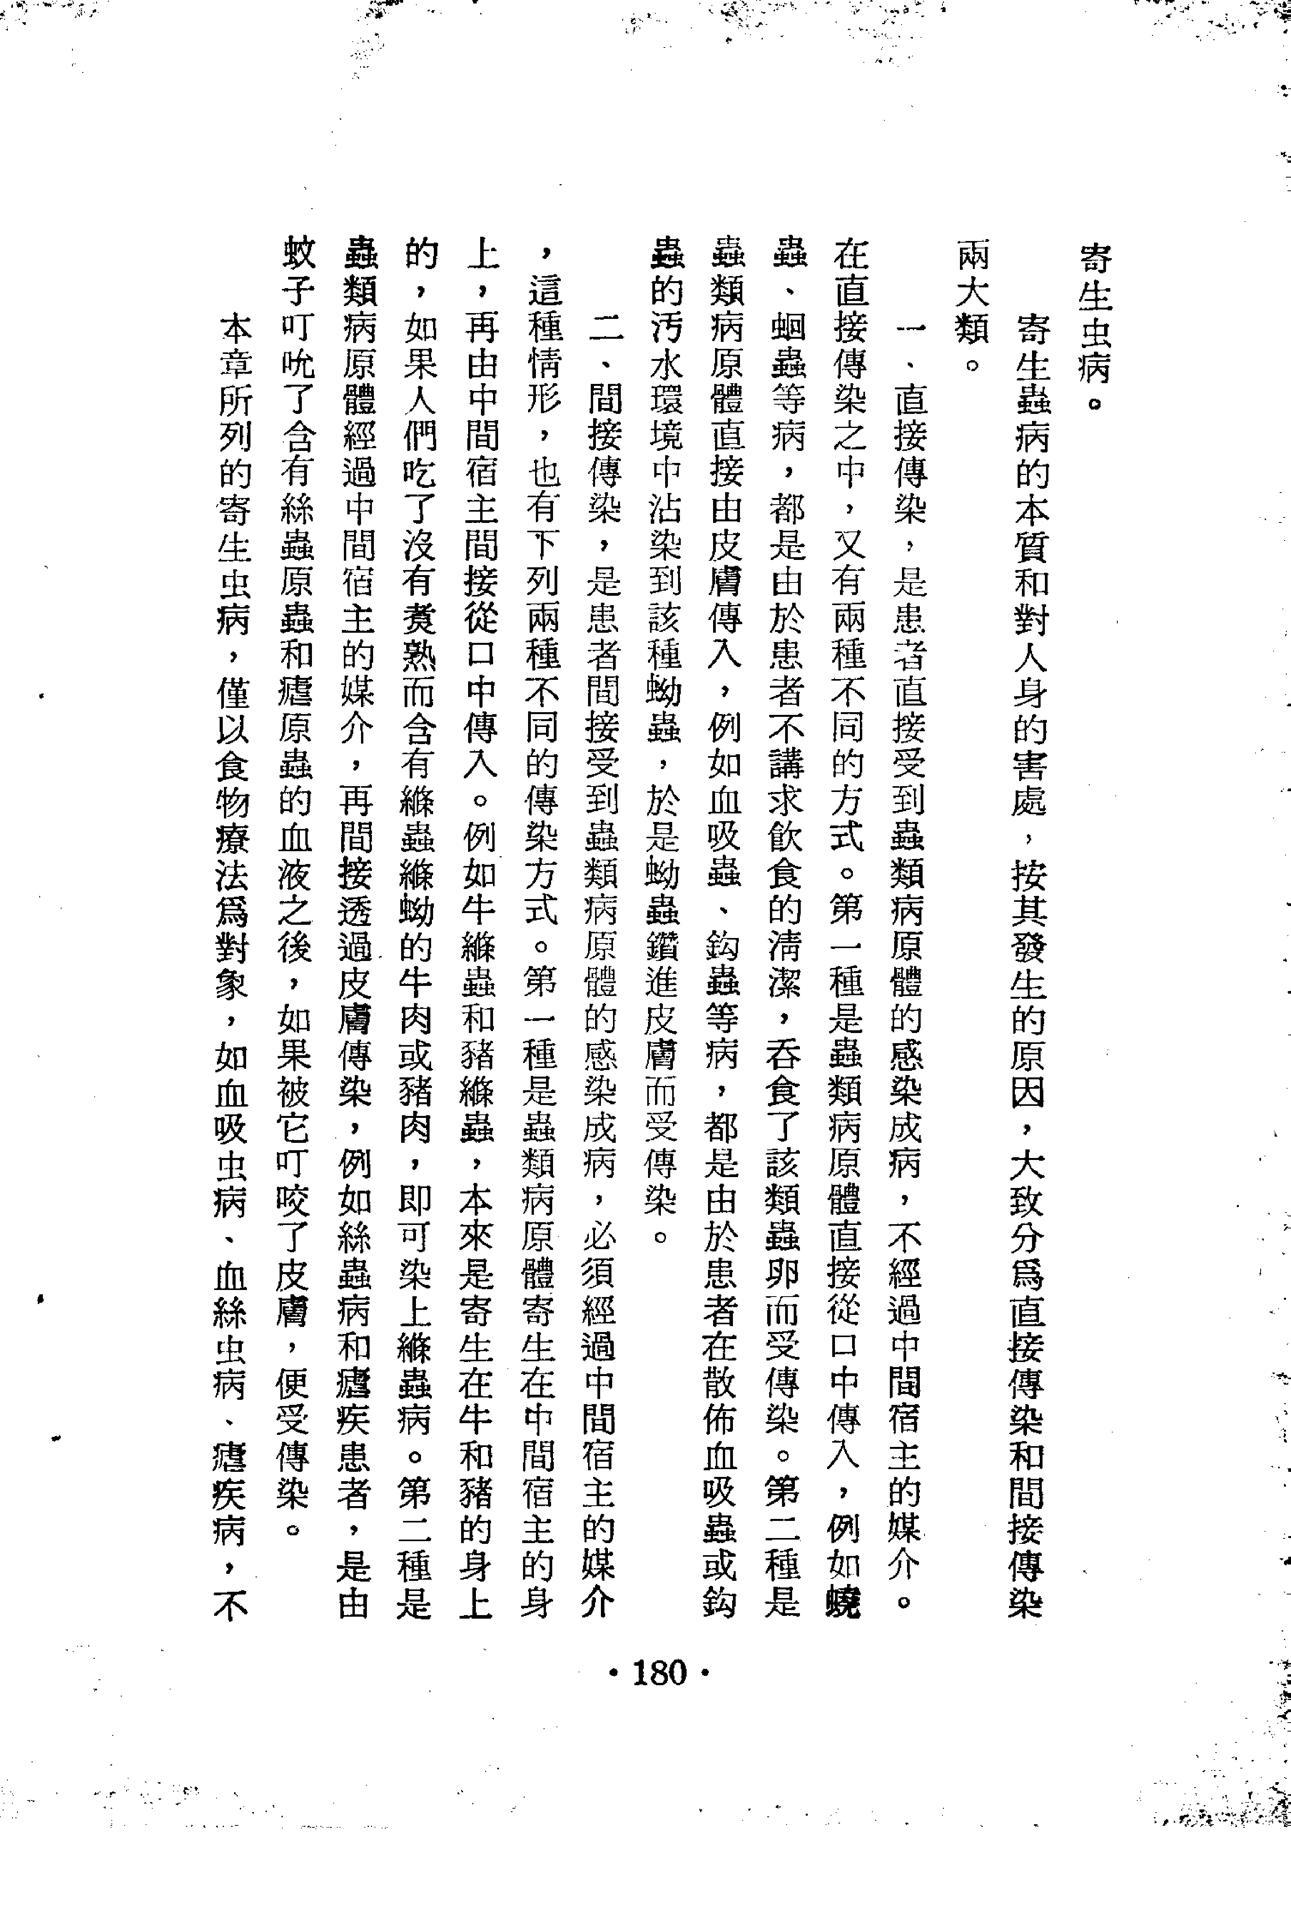 寄生虫病。
寄生蟲病的本質和對人身的害處，按其發生的原因，大致分爲直接傳染和間接傳染
兩大類。
一、直接傳染，是患者直接受到蟲類病原體的感染成病，不經過中間宿主的媒介。
在直接傳染之中，又有兩種不同的方式。第一種是蟲類病原體直接從口中傳入，例如蟯
蟲、蛔蟲等病，都是由於患者不講求飲食的清潔，吞食了該類蟲卵而受傳染。第二種是
蟲類病原體直接由皮膚傳入，例如血吸蟲、鈎蟲等病，都是由於患者在散佈血吸蟲或鈎
蟲的污水環境中沾染到該種蚴蟲，於是蚴蟲鑽進皮膚而受傳染。
二、間接傳染，是患者間接受到蟲類病原體的感染成病，必須經過中間宿主的媒介
，這種情形，也有下列兩種不同的傳染方式。第一種是蟲類病原體寄生在中間宿主的身
上，再由中間宿主間接從口中傳入。例如牛縧蟲和豬縧蟲，本來是寄生在牛和豬的身上
的，如果人們吃了沒有煑熟而含有縧蟲縧蚴的牛肉或豬肉，即可染上縧蟲病。第二種是
蟲類病原體經過中間宿主的媒介，再間接透過皮膚傳染，例如絲蟲病和瘧疾患者，是由
蚊子叮吮了含有絲蟲原蟲和瘧原蟲的血液之後，如果被它叮咬了皮膚，便受傳染。
本章所列的寄生虫病，僅以食物療法爲對象，如血吸虫病、血絲虫病、瘧疾病，不
·180·